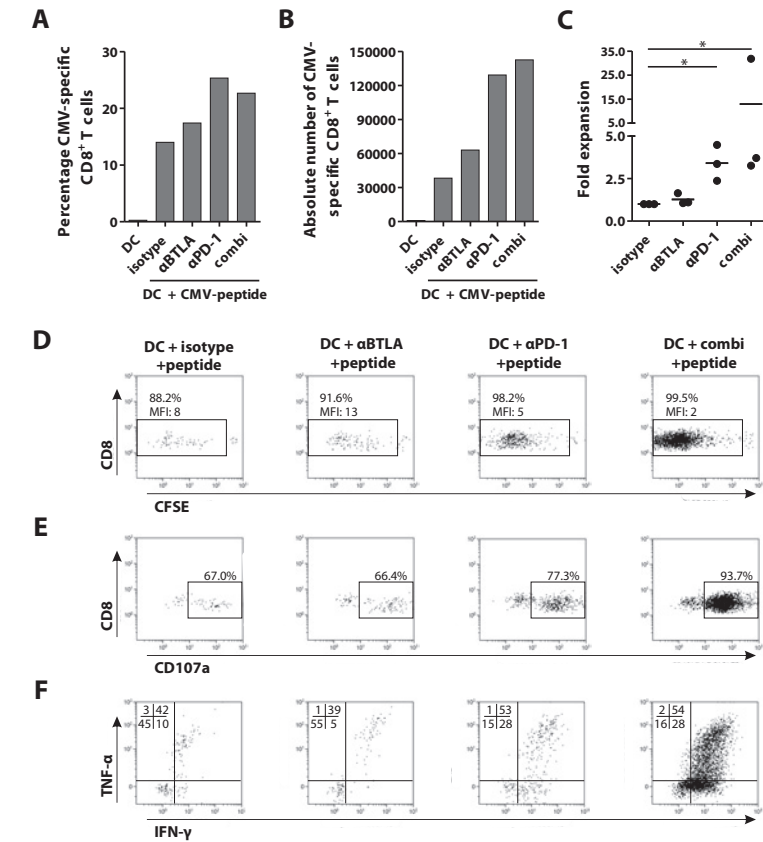 A
B
C
Percentage CMV-specific
CD8+ T cells
30
20
10
0
DC
isotype
αBTLA
αPD-1
combi
DC + CMV-peptide
Absolute number of CMV-
specific CD8+ T cells
150000
120000
90000
60000
30000
0
DC
isotype
αBTLA
αPD-1
combi
DC + CMV-peptide
Fold expansion
35.0
25.0
15.0
5.0
5.0
2.5
0.0
*
*
isotype
αBTLA
αPD-1
combi
D
DC + isotype
+peptide
DC + αBTLA
+peptide
DC + αPD-1
+peptide
DC + combi
+peptide
88.2%
MFI: 8
91.6%
MFI: 13
98.2%
MFI: 5
99.5%
MFI: 2
CD8
CFSE
E
67.0%
66.4%
77.3%
93.7%
CD8
CD107a
F
3 42
45 10
1 39
55 5
1 53
15 28
2 54
16 28
TNF-α
IFN-γ